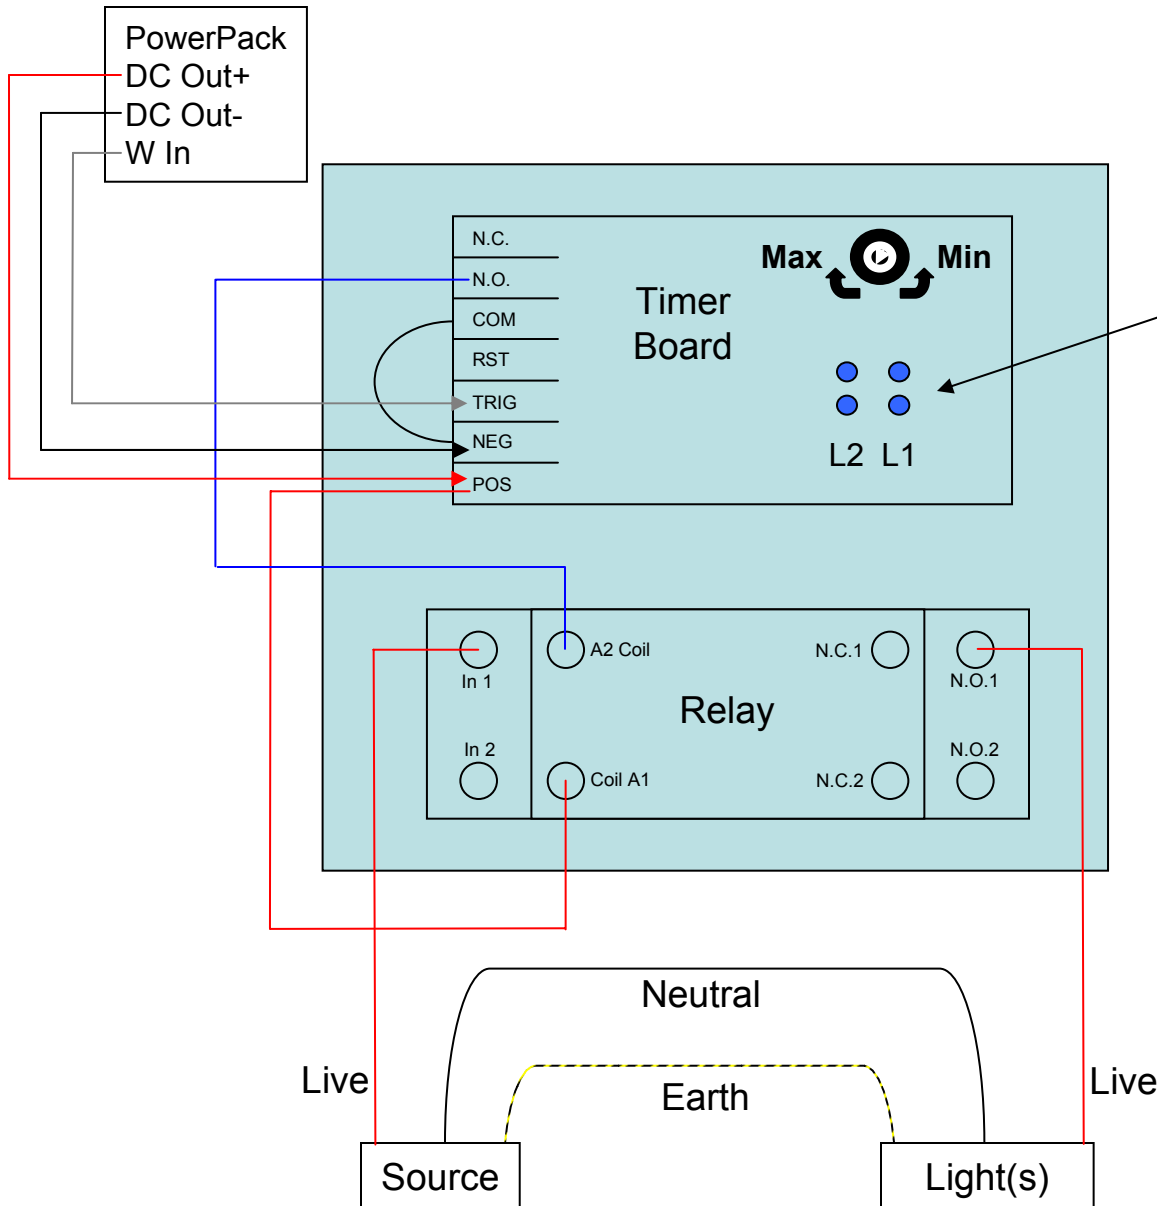 PowerPack
DC Out+
DC Out-
W In
N.C.
N.O.
COM
RST
TRIG
NEG
POS
Timer
Board
Max
Min
L2 L1
In 1
In 2
A2 Coil
Coil A1
Relay
N.C.1
N.C.2
N.O.1
N.O.2
Neutral
Live
Earth
Live
Source
Light(s)